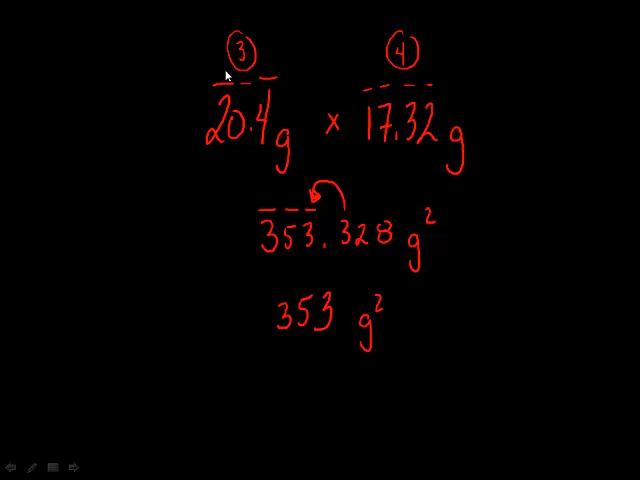 ③ ④
20.4g x 17.32g
353.328 g²
353 g²